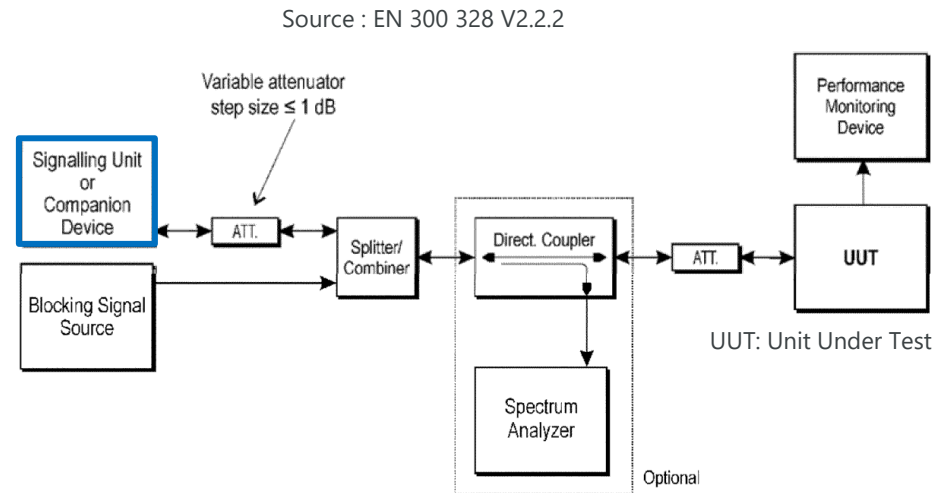 Source : EN 300 328 V2.2.2
Variable attenuator
step size ≤ 1 dB
Performance
Monitoring
Device
Signalling Unit
or
Companion
Device
ATT.
Splitter/
Combiner
Direct. Coupler
ATT.
UUT
Blocking Signal
Source
UUT: Unit Under Test
Spectrum
Analyzer
Optional